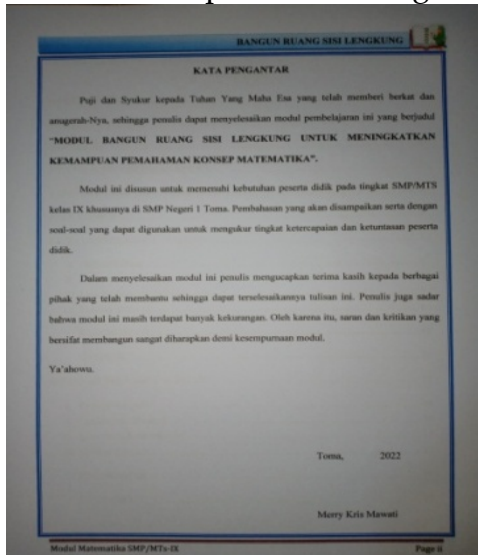 BANGUN RUANG SISI LENGKUNG
KATA PENGANTAR
Puji dan Syukur kepada Tuhan Yang Maha Esa yang telah memberi berkat dan
anugerah-Nya, sehingga penulis dapat menyelesaikan modul pembelajaran ini yang berjudul
"MODUL BANGUN RUANG SISI LENGKUNG UNTUK MENINGKATKAN
KEMAMPUAN PEMAHAMAN KONSEP MATEMATIKA".
Modul ini disusun untuk memenuhi kebutuhan peserta didik pada tingkat SMP/MTS
kelas IX khususnya di SMP Negeri 1 Toma. Pembahasan yang akan disampaikan serta dengan
soal-soal yang dapat digunakan untuk mengukur tingkat ketercapaian dan ketuntasan peserta
didik.
Dalam menyelesaikan modul ini penulis mengucapkan terima kasih kepada berbagai
pihak yang telah membantu sehingga dapat terselesaikannya tulisan ini. Penulis juga sadar
bahwa modul ini masih terdapat banyak kekurangan. Oleh karena itu, saran dan kritikan yang
bersifat membangun sangat diharapkan demi kesempurnaan modul.
Ya'ahowu.
Toma, 2022
Merry Kris Mawati
Modul Matematika SMP/MTs-IX Page ii